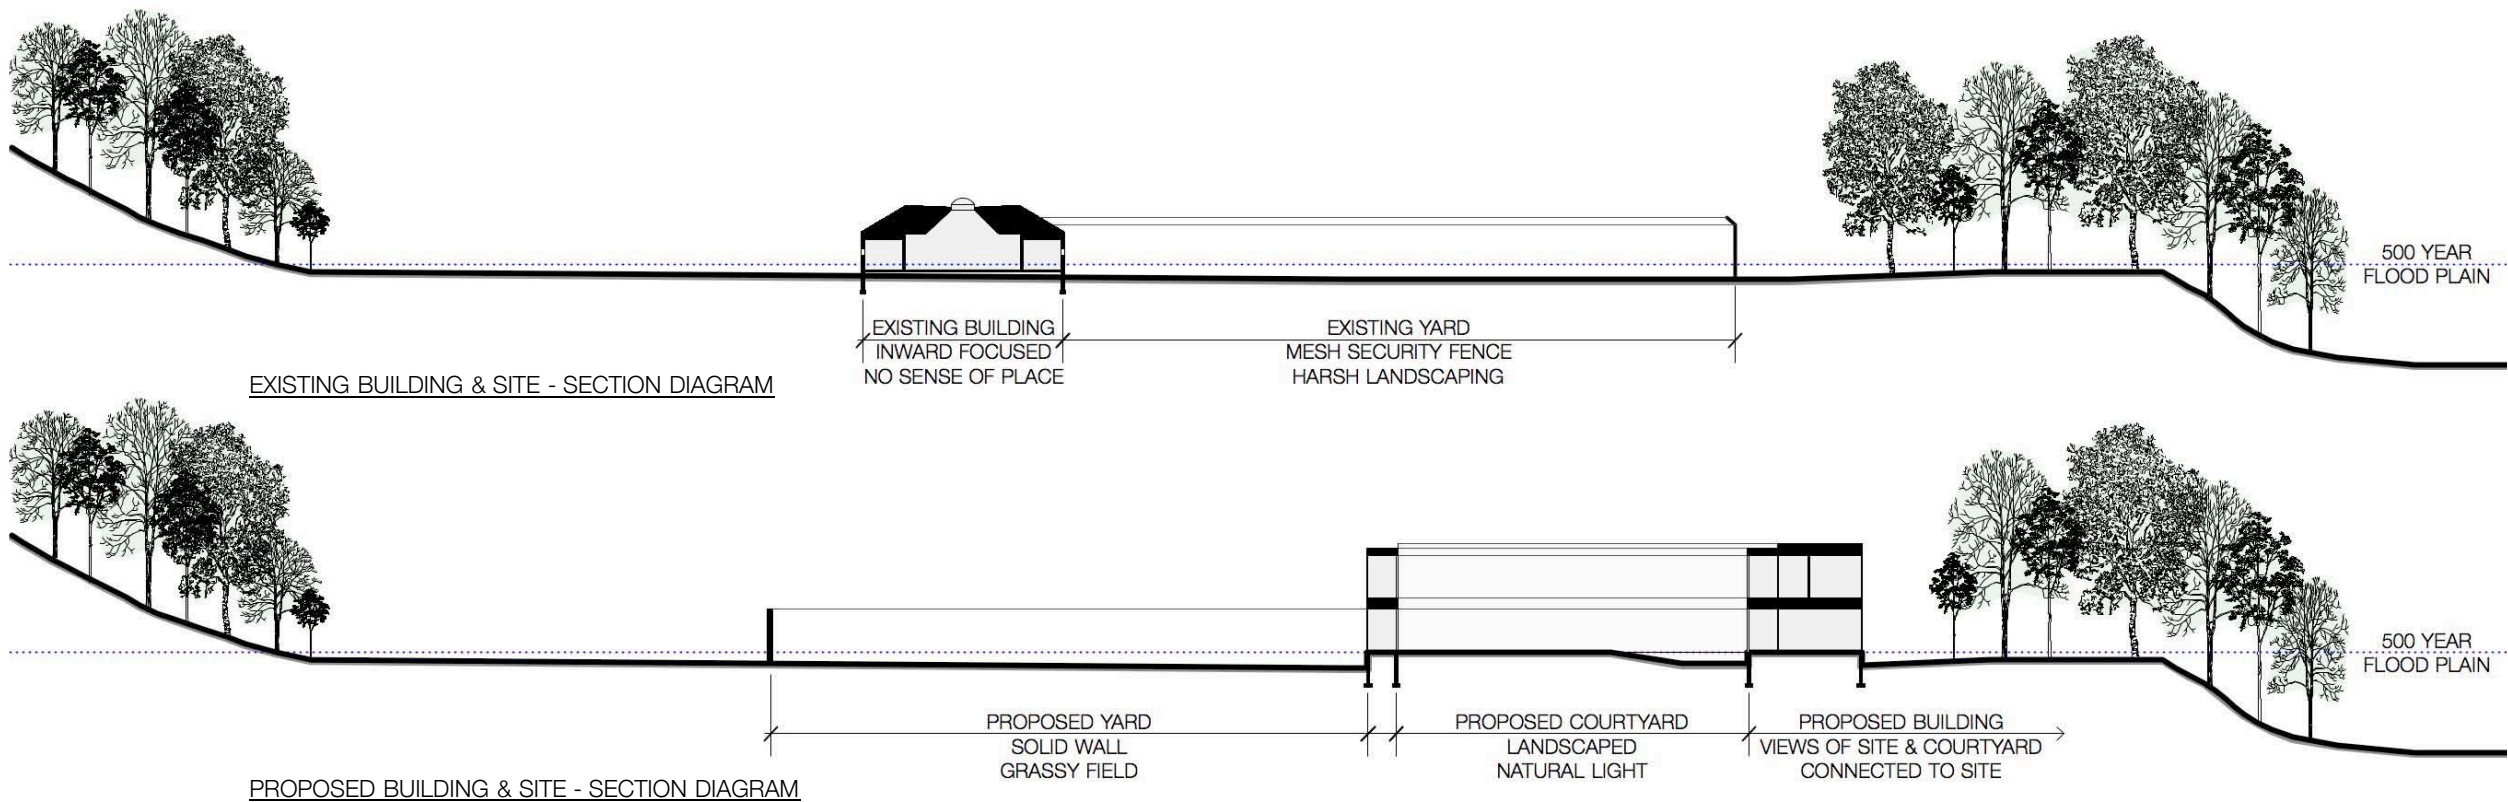 500 YEAR
FLOOD PLAIN
EXISTING BUILDING
INWARD FOCUSED
NO SENSE OF PLACE
EXISTING YARD
MESH SECURITY FENCE
HARSH LANDSCAPING
EXISTING BUILDING & SITE - SECTION DIAGRAM
500 YEAR
FLOOD PLAIN
PROPOSED YARD
SOLID WALL
GRASSY FIELD
PROPOSED COURTYARD
LANDSCAPED
NATURAL LIGHT
PROPOSED BUILDING
VIEWS OF SITE & COURTYARD
CONNECTED TO SITE
PROPOSED BUILDING & SITE - SECTION DIAGRAM